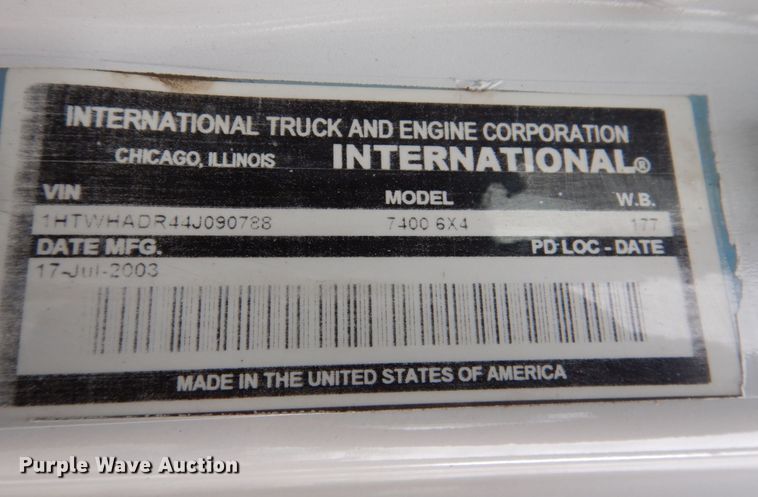 INTERNATIONAL TRUCK AND ENGINE CORPORATION
CHICAGO, ILLINOIS INTERNATIONAL®
VIN MODEL W.B.
1HTWHADR44J090788 7400 6X4 177
DATE MFG. PD LOC - DATE
17-Jul-2003
MADE IN THE UNITED STATES OF AMERICA
Purple Wave Auction